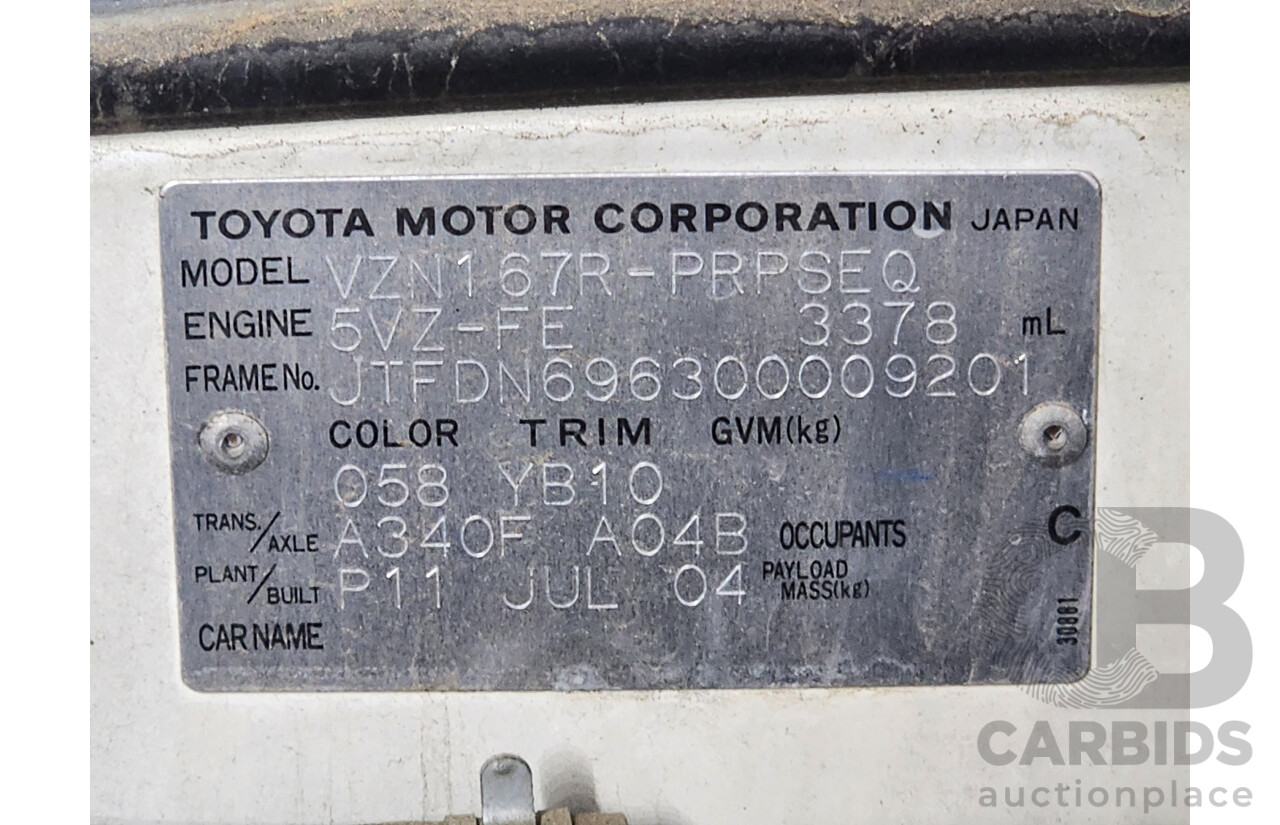 TOYOTA MOTOR CORPORATION JAPAN
MODEL VZN167R-PRPSEQ
ENGINE 5VZ-FE 3378 mL
FRAME No. JTFDN696300009201
COLOR TRIM GVM(kg)
058 YB10
TRANS./AXLE A340F A04B OCCUPANTS C
PLANT/BUILT P11 JUL 04 PAYLOAD MASS(kg)
CAR NAME
30881
B
CARBIDS
auctionplace